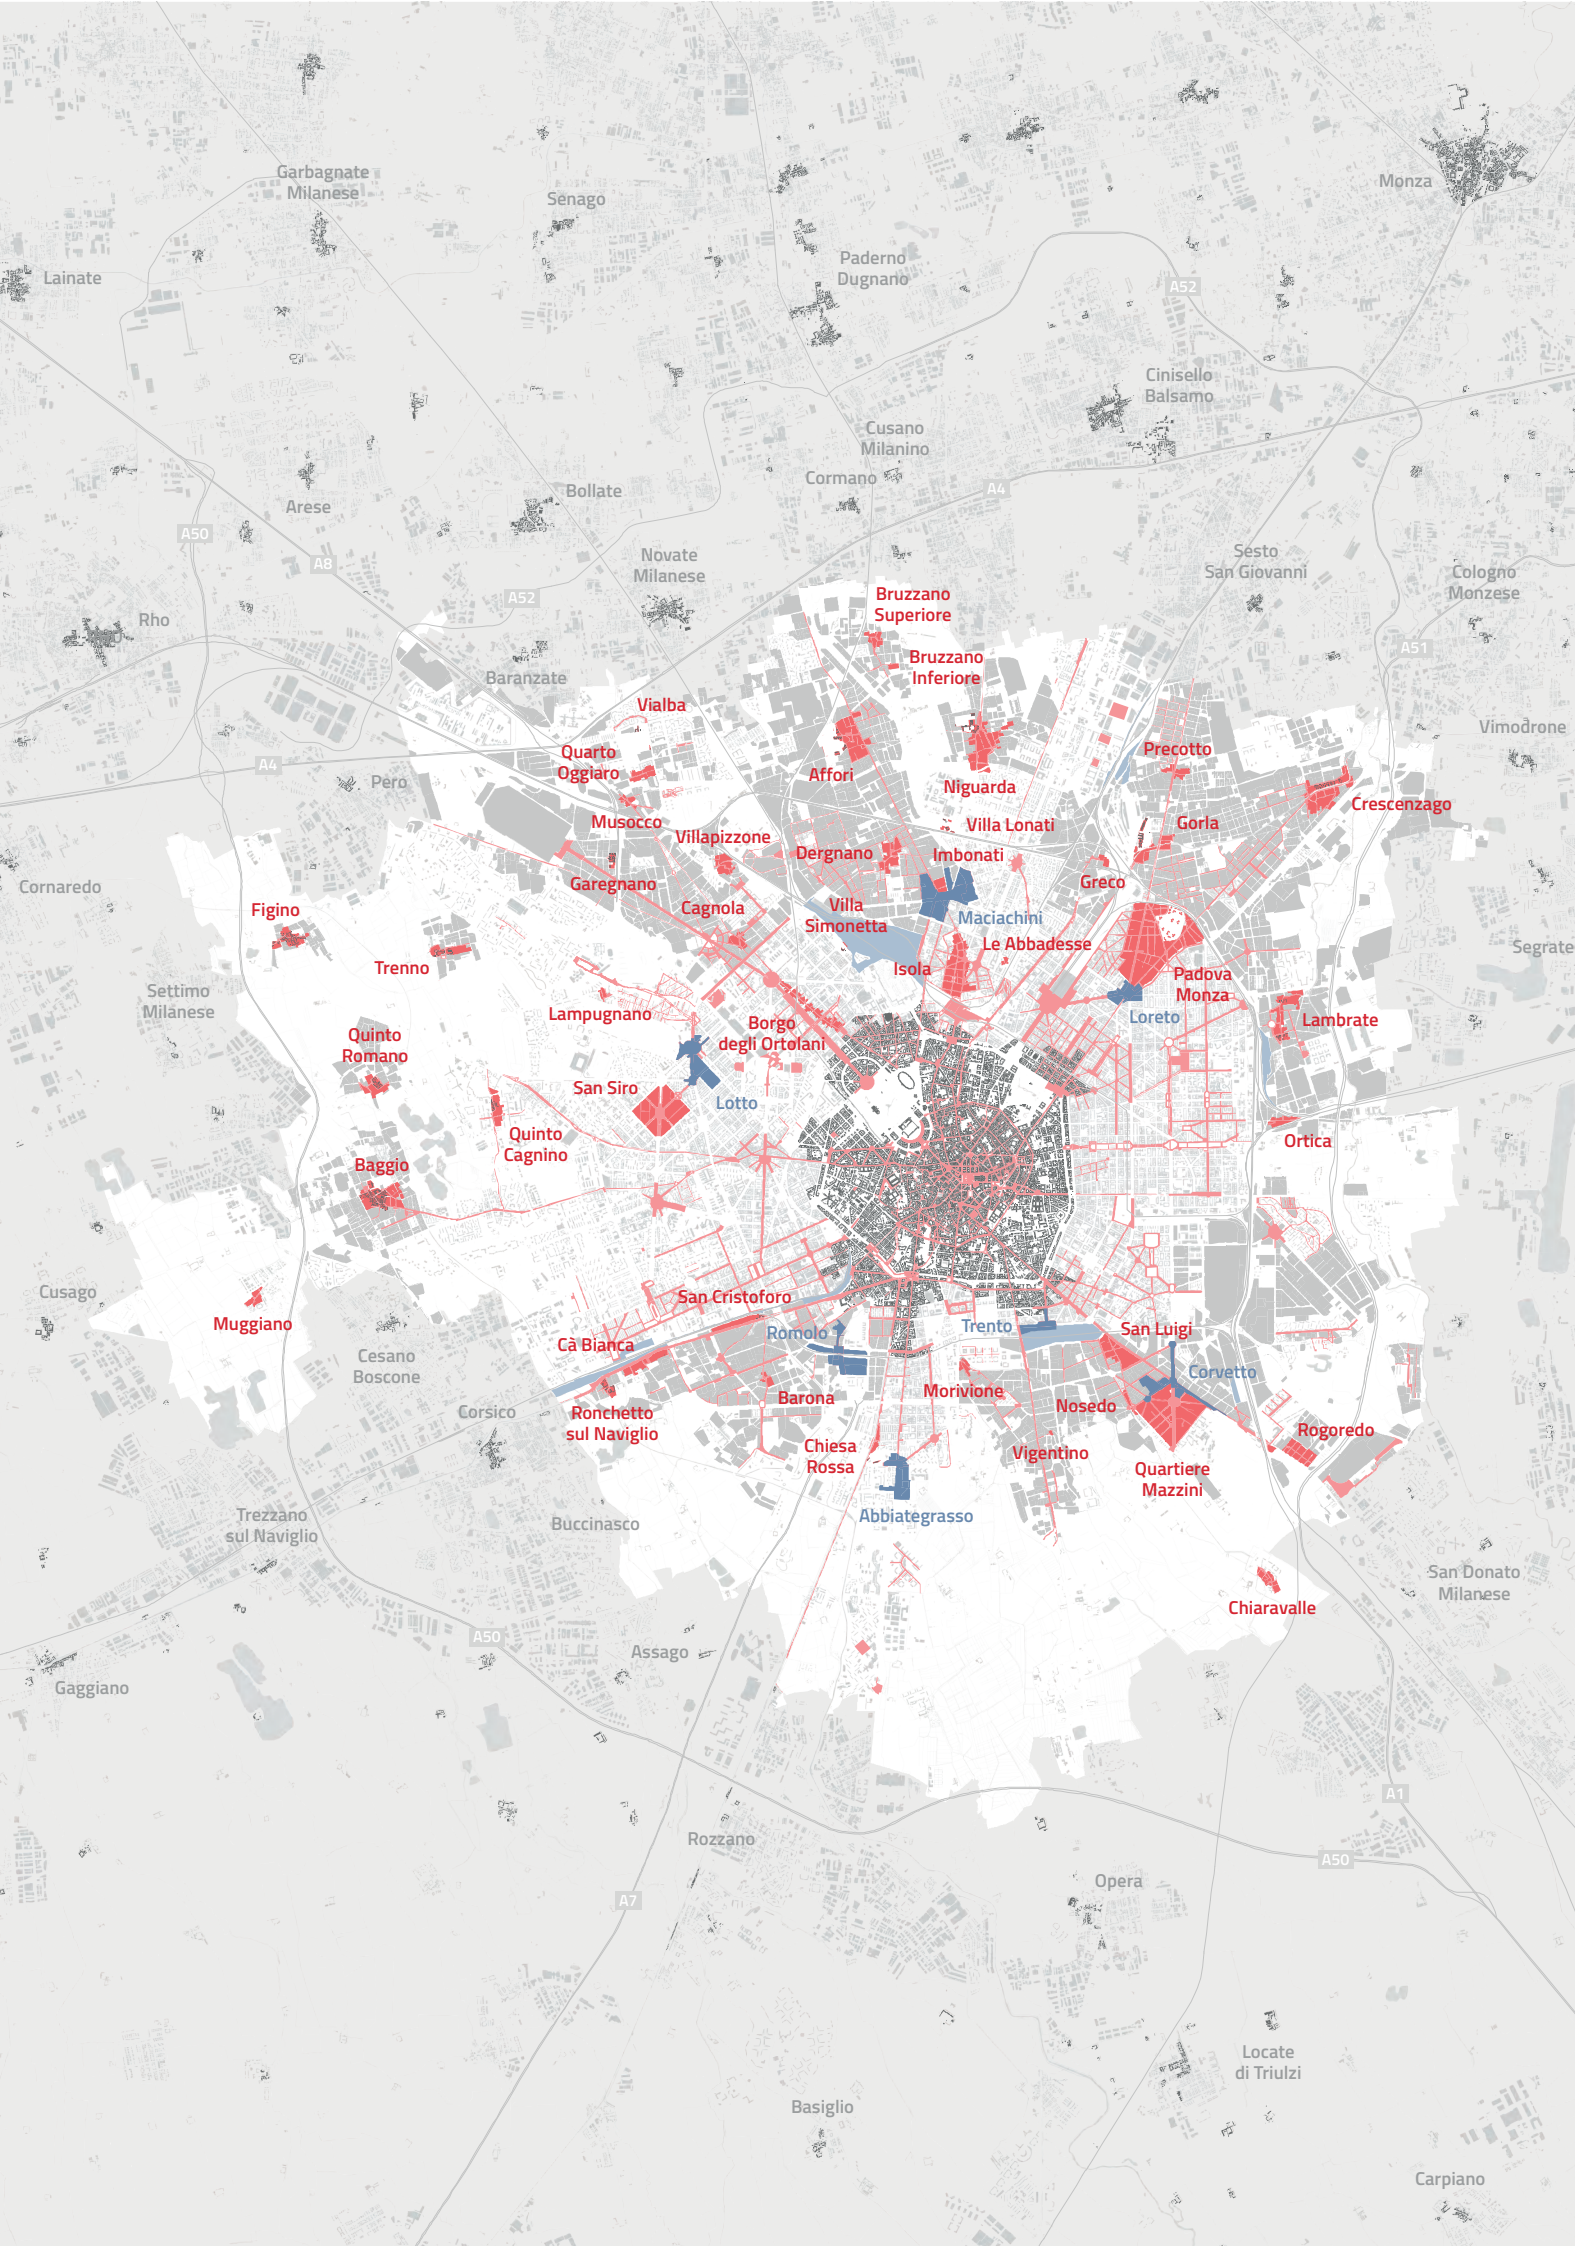 Garbagnate
Milanese
Senago
Monza
Lainate
Paderno
Dugnano
A52
Cinisello
Balsamo
Cusano
Milanino
Cormano
A4
Bollate
Arese
A50
A8
Novate
Milanese
Sesto
San Giovanni
Cologno
Monzese
A52
Bruzzano
Superiore
Rho
A51
Bruzzano
Inferiore
Baranzate
Vialba
Vimodrone
Quarto
Oggiaro
Precotto
A4
Affori
Pero
Niguarda
Crescenzago
Musocco
Villa Lonati
Gorla
Villapizzone
Dergnano
Imbonati
Cornaredo
Garegnano
Greco
Figino
Cagnola
Villa
Simonetta
Maciachini
Le Abbadesse
Segrate
Trenno
Isola
Padova
Monza
Settimo
Milanese
Lampugnano
Loreto
Lambrate
Borgo
degli Ortolani
Quinto
Romano
San Siro
Lotto
Quinto
Cagnino
Ortica
Baggio
Cusago
San Cristoforo
Muggiano
Romolo
Trento
San Luigi
Cà Bianca
Cesano
Boscone
Corvetto
Barona
Morivione
Nosedo
Corsico
Ronchetto
sul Naviglio
Rogoredo
Chiesa
Rossa
Vigentino
Quartiere
Mazzini
Abbiategrasso
Trezzano
sul Naviglio
Buccinasco
San Donato
Milanese
Chiaravalle
A50
Assago
Gaggiano
A1
Rozzano
A50
Opera
A7
Locate
di Triulzi
Basiglio
Carpiano